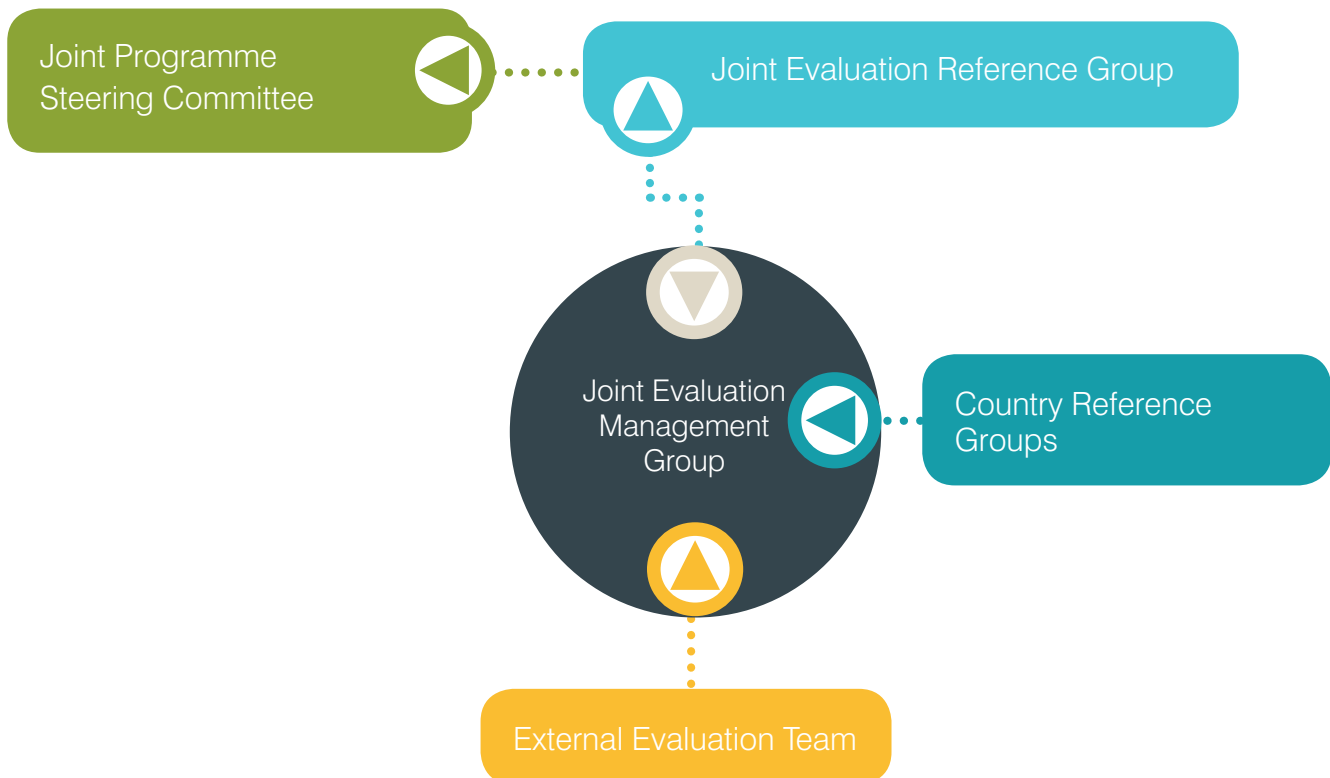 Joint Programme
Steering Committee
Joint Evaluation Reference Group
Joint Evaluation
Management
Group
Country Reference
Groups
External Evaluation Team